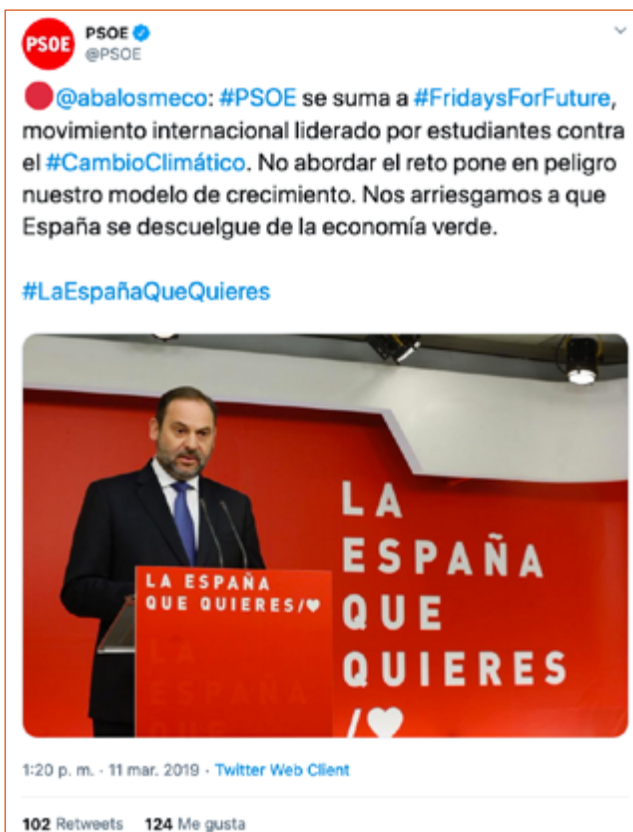 PSOE
PSOE
@PSOE
@abalosmeco: #PSOE se suma a #FridaysForFuture,
movimiento internacional liderado por estudiantes contra
el #CambioClimático. No abordar el reto pone en peligro
nuestro modelo de crecimiento. Nos arriesgamos a que
España se descuelgue de la economía verde.
#LaEspañaQueQuieres
LA ESPAÑA
QUE QUIERES/♥
LA
ESPAÑA
QUE
LA
ESPAÑA
QUE
QUIERES
/♥
1:20 p. m. · 11 mar. 2019 · Twitter Web Client
102 Retweets 124 Me gusta